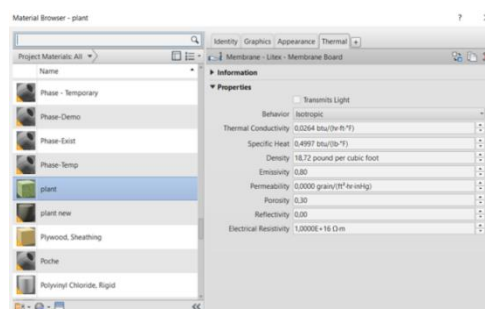 Material Browser - plant
?
Identity Graphics Appearance Thermal +
Project Materials: All
Name
Phase - Temporary
Phase-Demo
Phase-Exist
Phase-Temp
plant
plant new
Plywood, Sheathing
Poche
Polyvinyl Chloride, Rigid
Membrane - Litex - Membrane Board
Information
Properties
Transmits Light
Behavior Isotropic
Thermal Conductivity 0,0264 btu/(hr·ft·°F)
Specific Heat 0,4997 btu/(lb·°F)
Density 18,72 pound per cubic foot
Emissivity 0,80
Permeability 0,0000 grain/(ft²·hr·inHg)
Porosity 0,30
Reflectivity 0,00
Electrical Resistivity 1,0000E+16 Ω·m